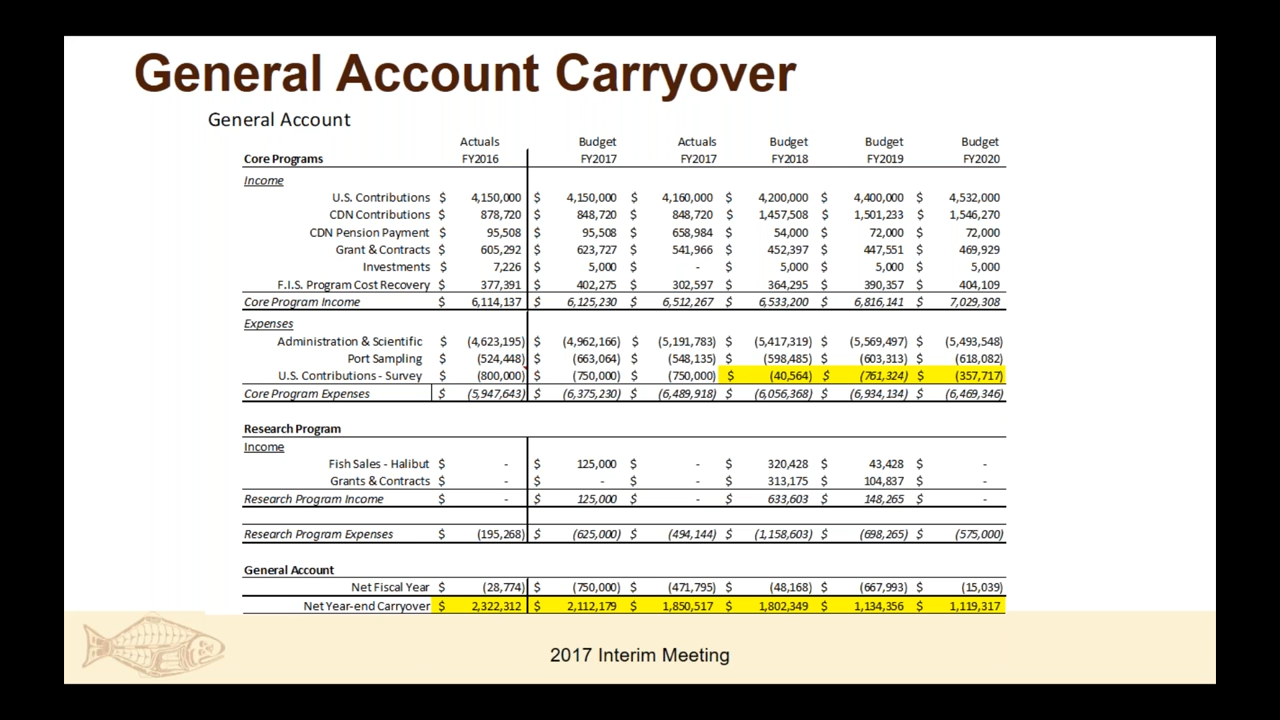 General Account Carryover
General Account
Actuals Budget Actuals Budget Budget Budget
Core Programs FY2016 FY2017 FY2017 FY2018 FY2019 FY2020
Income
U.S. Contributions $ 4,150,000 $ 4,150,000 $ 4,160,000 $ 4,200,000 $ 4,400,000 $ 4,532,000
CDN Contributions $ 878,720 $ 848,720 $ 848,720 $ 1,457,508 $ 1,501,233 $ 1,546,270
CDN Pension Payment $ 95,508 $ 95,508 $ 658,984 $ 54,000 $ 72,000 $ 72,000
Grant & Contracts $ 605,292 $ 623,727 $ 541,966 $ 452,397 $ 447,551 $ 469,929
Investments $ 7,226 $ 5,000 $ - $ 5,000 $ 5,000 $ 5,000
F.I.S. Program Cost Recovery $ 377,391 $ 402,275 $ 302,597 $ 364,295 $ 390,357 $ 404,109
Core Program Income $ 6,114,137 $ 6,125,230 $ 6,512,267 $ 6,533,200 $ 6,816,141 $ 7,029,308
Expenses
Administration & Scientific $ (4,623,195) $ (4,962,166) $ (5,191,783) $ (5,417,319) $ (5,569,497) $ (5,493,548)
Port Sampling $ (524,448) $ (663,064) $ (548,135) $ (598,485) $ (603,313) $ (618,082)
U.S. Contributions - Survey $ (800,000) $ (750,000) $ (750,000) $ (40,564) $ (761,324) $ (357,717)
Core Program Expenses $ (5,947,643) $ (6,375,230) $ (6,489,918) $ (6,056,368) $ (6,934,134) $ (6,469,346)
Research Program
Income
Fish Sales - Halibut $ - $ 125,000 $ - $ 320,428 $ 43,428 $ -
Grants & Contracts $ - $ - $ - $ 313,175 $ 104,837 $ -
Research Program Income $ - $ 125,000 $ - $ 633,603 $ 148,265 $ -
Research Program Expenses $ (195,268) $ (625,000) $ (494,144) $ (1,158,603) $ (698,265) $ (575,000)
General Account
Net Fiscal Year $ (28,774) $ (750,000) $ (471,795) $ (48,168) $ (667,993) $ (15,039)
Net Year-end Carryover $ 2,322,312 $ 2,112,179 $ 1,850,517 $ 1,802,349 $ 1,134,356 $ 1,119,317
2017 Interim Meeting